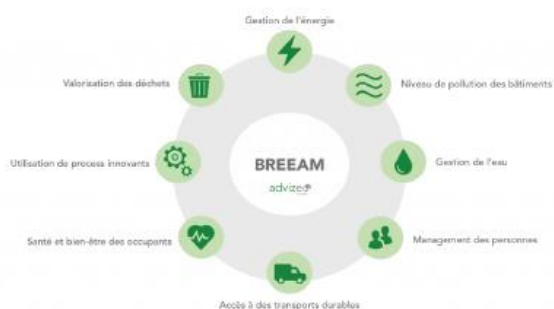 Gestion de l'énergie
Valorisation des déchets
Niveau de pollution des bâtiments
Utilisation de process innovants
BREEAM
advizeo
Gestion de l'eau
Santé et bien-être des occupants
Management des personnes
Accès à des transports durables